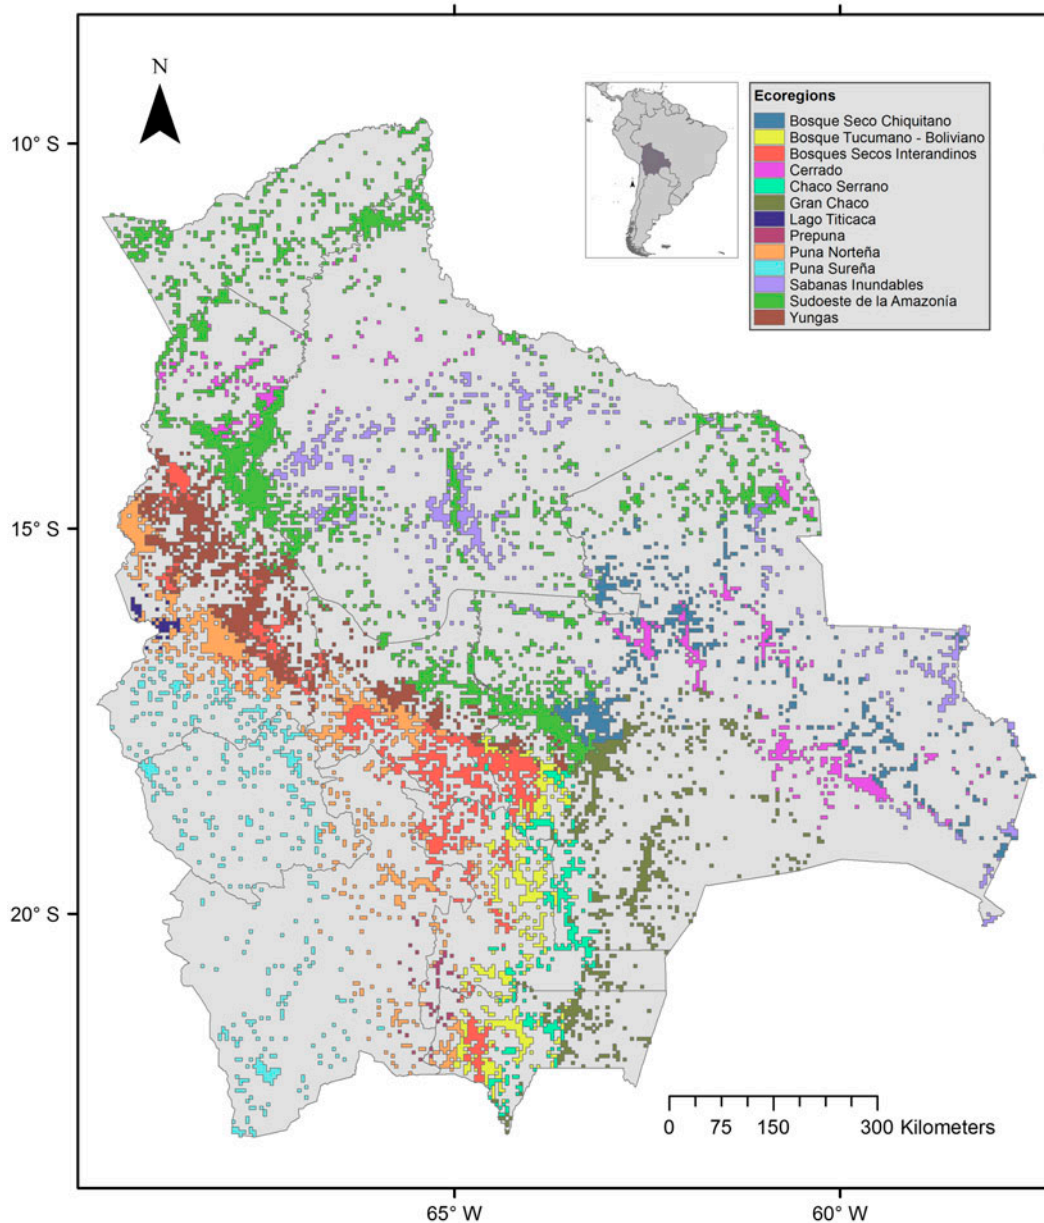 N
10° S
15° S
20° S
65° W
60° W
Ecoregions
Bosque Seco Chiquitano
Bosque Tucumano - Boliviano
Bosques Secos Interandinos
Cerrado
Chaco Serrano
Gran Chaco
Lago Titicaca
Prepuna
Puna Norteña
Puna Sureña
Sabanas Inundables
Sudoeste de la Amazonía
Yungas
0 75 150 300 Kilometers